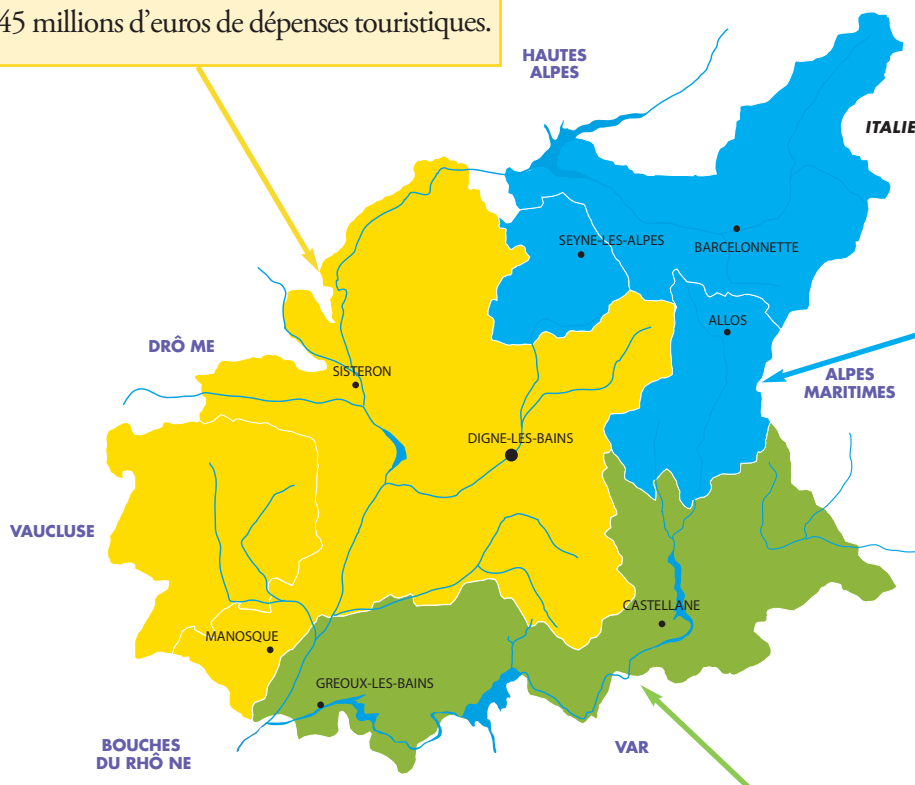 45 millions d'euros de dépenses touristiques.
HAUTES
ALPES
ITALIE
SEYNE-LES-ALPES
BARCELONNETTE
ALLOS
DRÔ ME
SISTERON
ALPES
MARITIMES
DIGNE-LES-BAINS
VAUCLUSE
CASTELLANE
MANOSQUE
GREOUX-LES-BAINS
BOUCHES
DU RHÔ NE
VAR